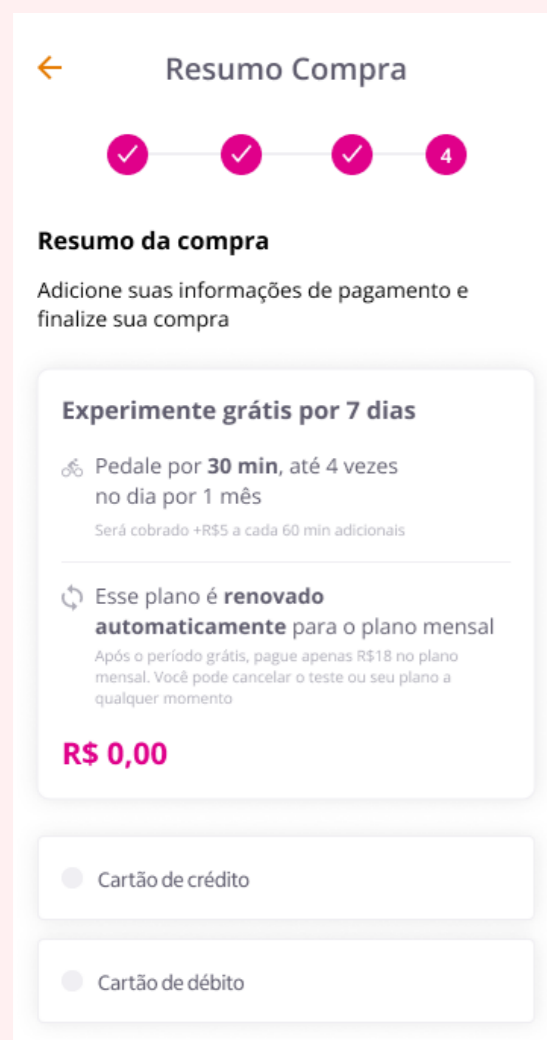 Resumo Compra
4
Resumo da compra
Adicione suas informações de pagamento e
finalize sua compra
Experimente grátis por 7 dias
Pedale por 30 min, até 4 vezes
no dia por 1 mês
Será cobrado +R$5 a cada 60 min adicionais
Esse plano é renovado
automaticamente para o plano mensal
Após o período grátis, pague apenas R$18 no plano
mensal. Você pode cancelar o teste ou seu plano a
qualquer momento
R$ 0,00
Cartão de crédito
Cartão de débito